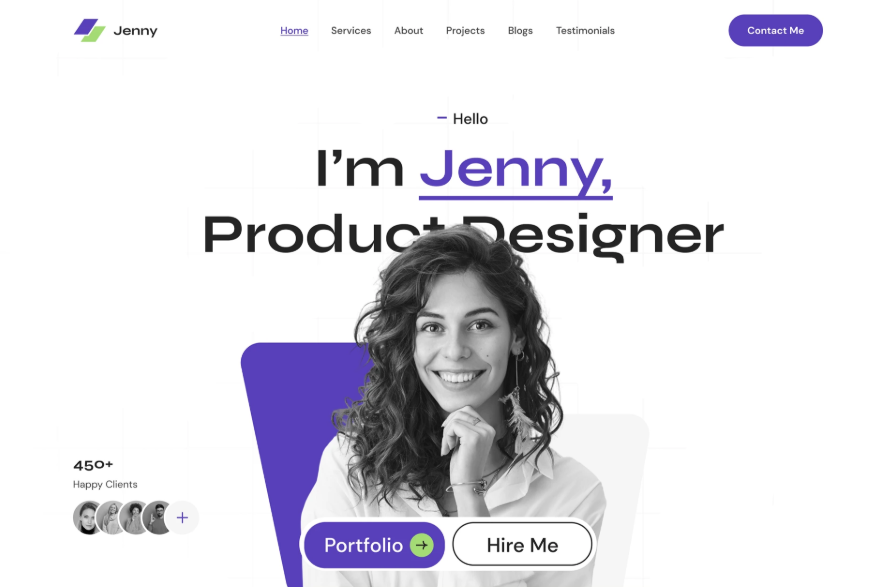 Jenny
Home Services About Projects Blogs Testimonials
Contact Me
Hello
I’m Jenny,
Product Designer
450+
Happy Clients
Portfolio
Hire Me